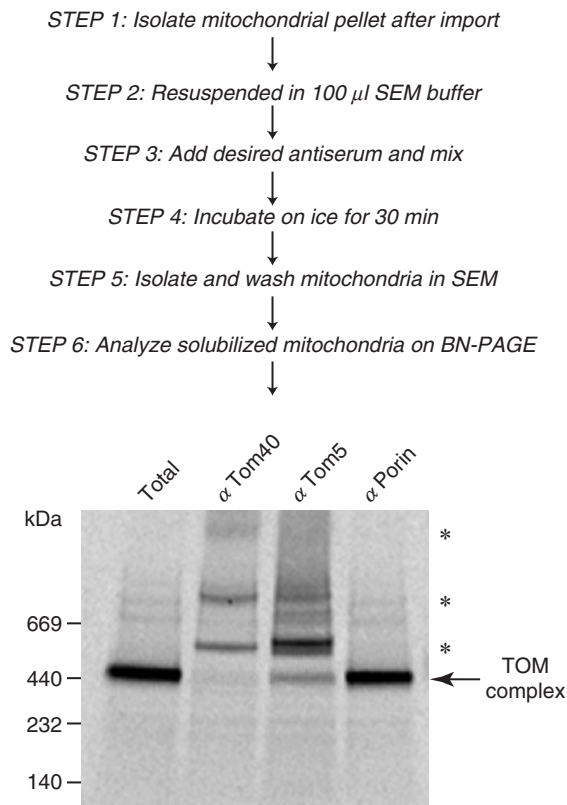 STEP 1: Isolate mitochondrial pellet after import
STEP 2: Resuspended in 100 μl SEM buffer
STEP 3: Add desired antiserum and mix
STEP 4: Incubate on ice for 30 min
STEP 5: Isolate and wash mitochondria in SEM
STEP 6: Analyze solubilized mitochondria on BN-PAGE
Total
α Tom40
α Tom5
α Porin
kDa
*
*
669
*
440
TOM
complex
232
140